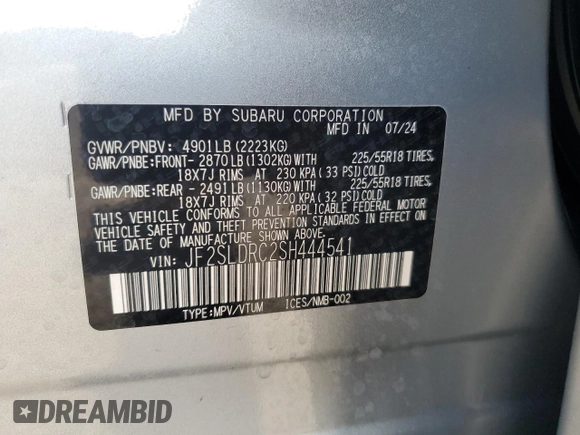 MFD BY SUBARU CORPORATION
MFD IN 07/24
GVWR/PNBV: 4901LB (2223KG)
GAWR/PNBE:FRONT- 2870LB (1302KG) WITH 225/55R18 TIRES,
18X7J RIMS AT 230 KPA ( 33 PSI) COLD
GAWR/PNBE:REAR - 2491LB (1130KG) WITH 225/55R18 TIRES,
18X7J RIMS AT 220 KPA ( 32 PSI) COLD
THIS VEHICLE CONFORMS TO ALL APPLICABLE FEDERAL MOTOR
VEHICLE SAFETY AND THEFT PREVENTION STANDARDS IN EFFECT ON
THE DATE OF MANUFACTURE SHOWN ABOVE.
VIN: JF2SLDRC2SH444541
TYPE:MPV/VTUM ICES/NMB-002
DREAMBID